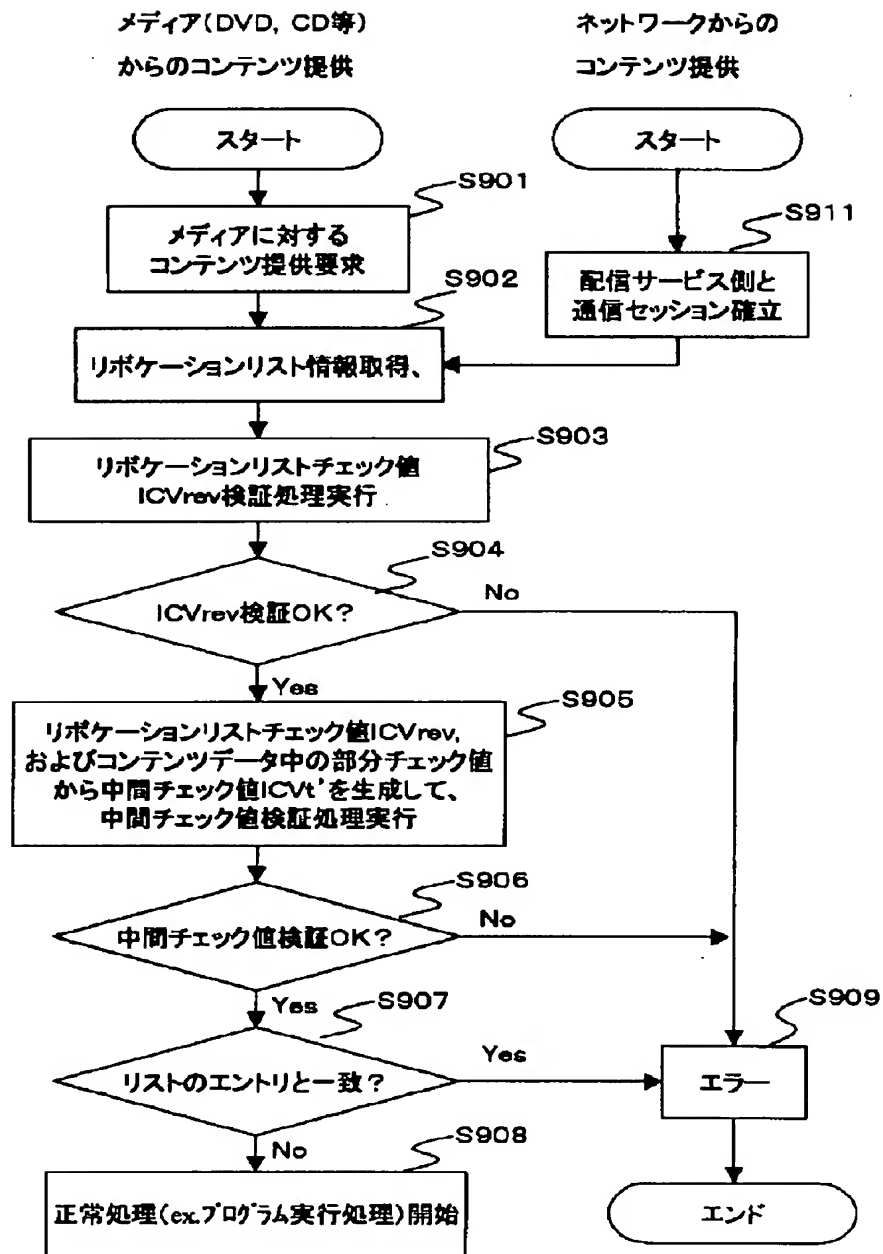 メディア(DVD, CD等)
からのコンテンツ提供
ネットワークからの
コンテンツ提供
スタート
スタート
S901
メディアに対する
コンテンツ提供要求
S911
配信サービス側と
通信セッション確立
S902
リボケーションリスト情報取得、
S903
リボケーションリストチェック値
ICVrev検証処理実行
S904
ICVrev検証OK?
No
Yes
S905
リボケーションリストチェック値ICVrev,
およびコンテンツデータ中の部分チェック値
から中間チェック値ICVt'を生成して、
中間チェック値検証処理実行
S906
中間チェック値検証OK?
No
Yes
S907
リストのエントリと一致?
Yes
S909
エラー
No
S908
正常処理(ex.プログラム実行処理)開始
エンド